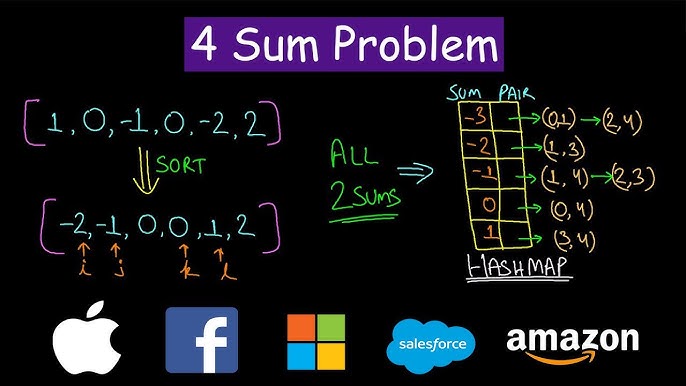 4 Sum Problem
SUM PAIR
[1, 0, -1, 0, -2, 2]
SORT
[-2, -1, 0, 0, 1, 2]
i j k l
ALL
2SUMS
-3 → (0,1) → (2,4)
-2 → (1,3)
-1 → (1,4) → (2,3)
0 → (0,4)
1 → (3,4)
HASHMAP
salesforce
amazon